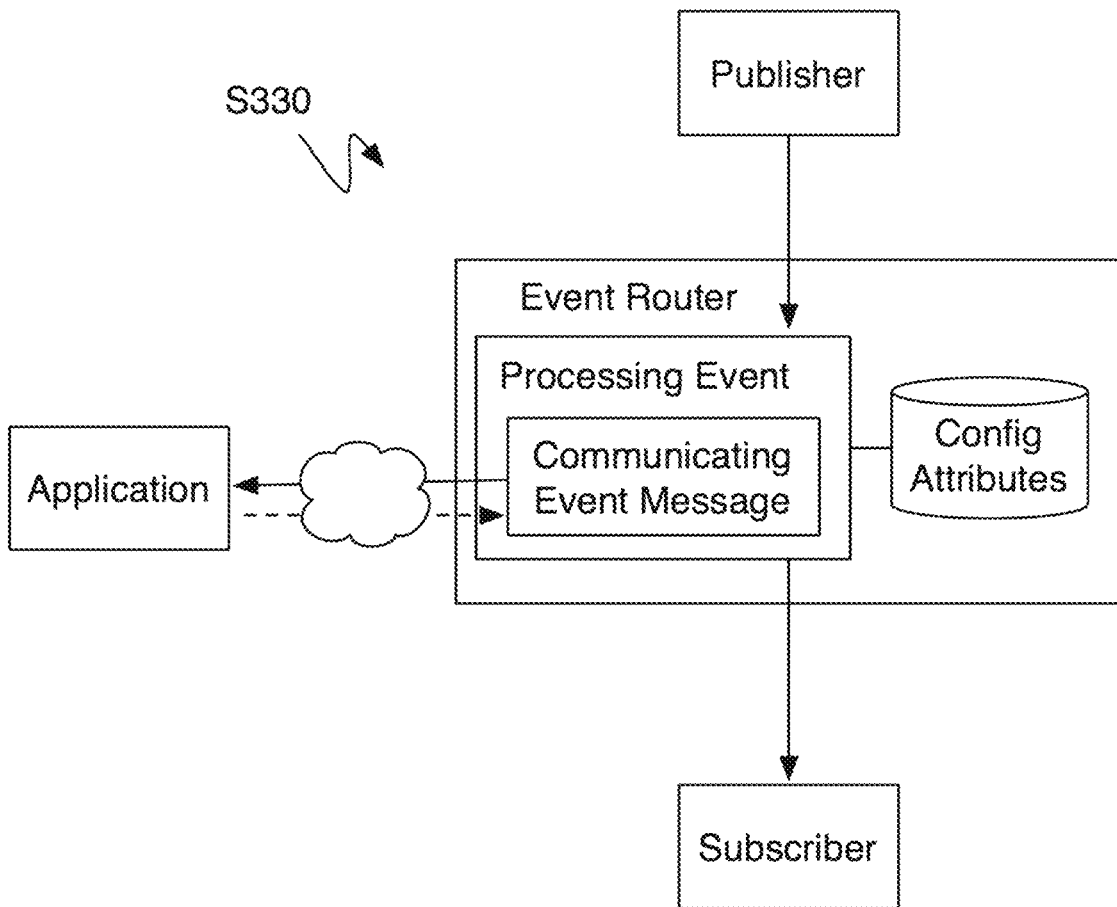 Publisher
S330
Event Router
Processing Event
Config
Attributes
Communicating
Event Message
Application
Subscriber